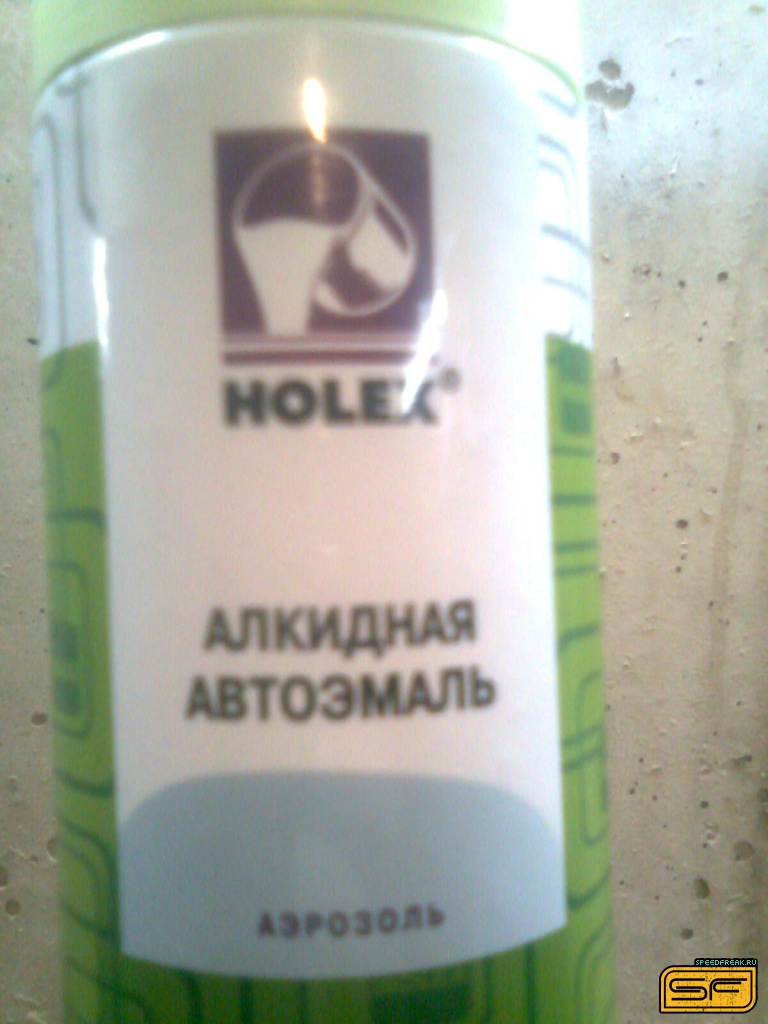 HOLEX®
АЛКИДНАЯ
АВТОЭМАЛЬ
АЭРОЗОЛЬ
SPEEDFREAK.RU
SF